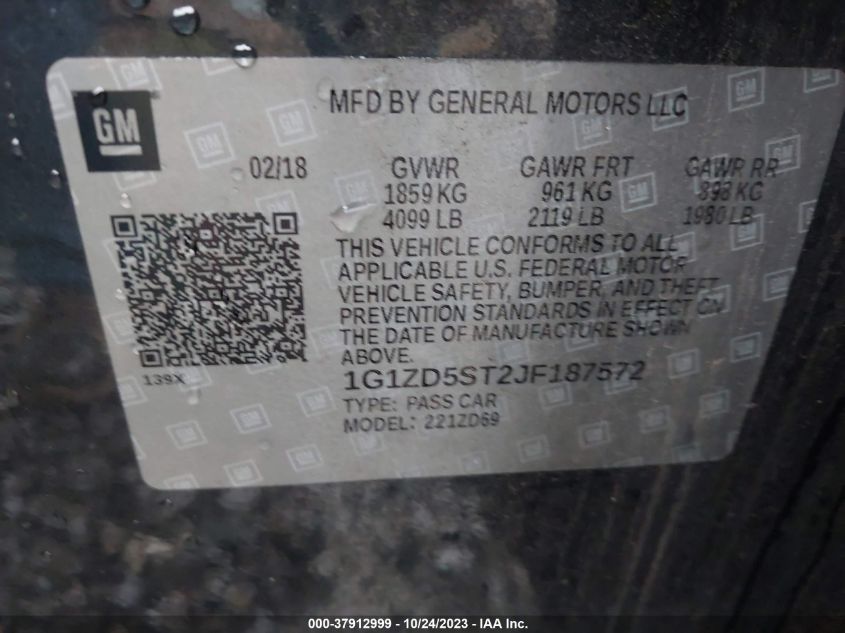 GM
MFD BY GENERAL MOTORS LLC
02/18 GVWR GAWR FRT GAWR RR
1859 KG 961 KG 898 KG
4099 LB 2119 LB 1980 LB
THIS VEHICLE CONFORMS TO ALL
APPLICABLE U.S. FEDERAL MOTOR
VEHICLE SAFETY, BUMPER, AND THEFT
PREVENTION STANDARDS IN EFFECT ON
THE DATE OF MANUFACTURE SHOWN
ABOVE.
139X
1G1ZD5ST2JF187572
TYPE: PASS CAR
MODEL: 221ZD69
000-37912999 - 10/24/2023 - IAA Inc.